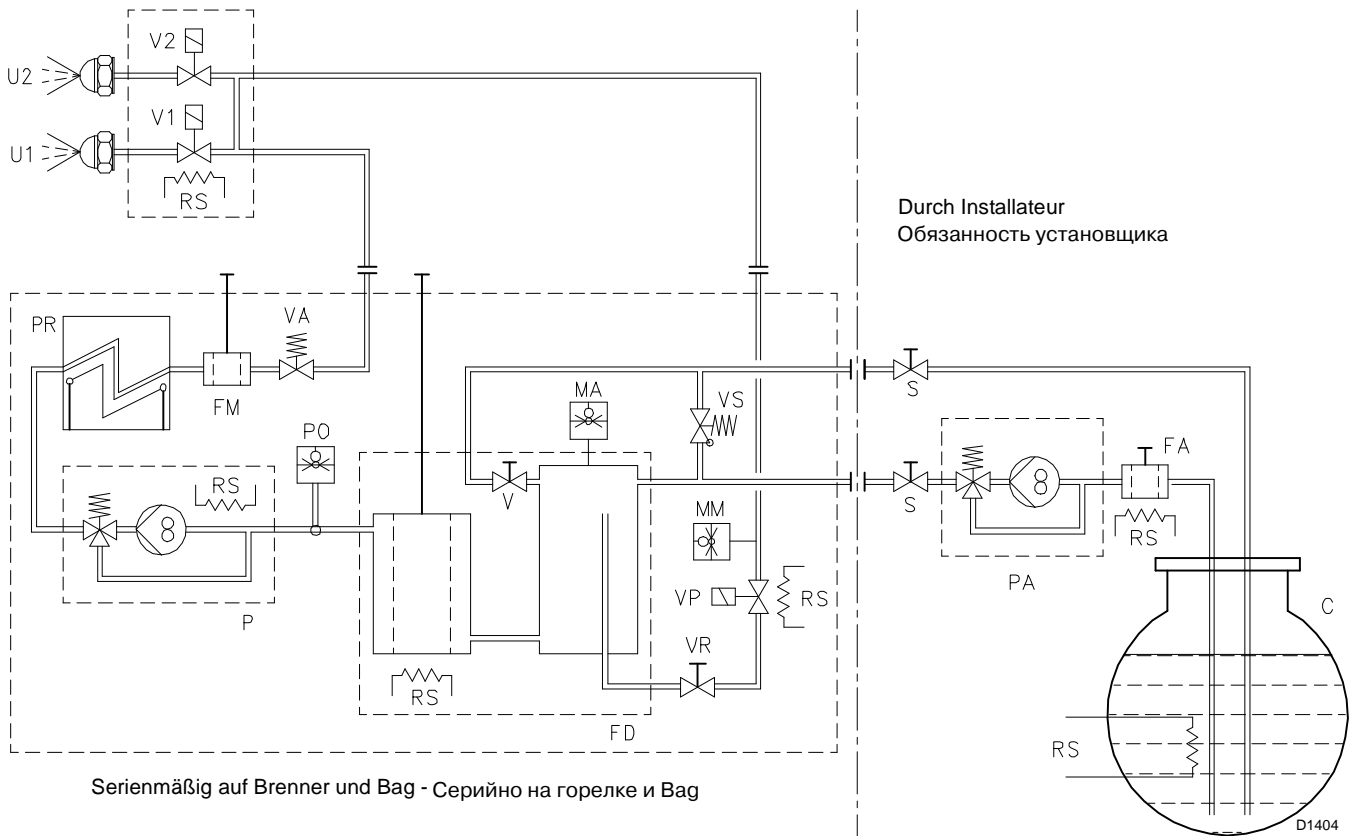 V2
U2
V1
U1
RS
Durch Installateur
Обязанность установщика
PR
VA
FM
MA
VS
S
PO
FA
RS
V
S
MM
RS
PA
VP
RS
C
P
VR
RS
FD
RS
Serienmäßig auf Brenner und Bag - Серийно на горелке и Bag
D1404